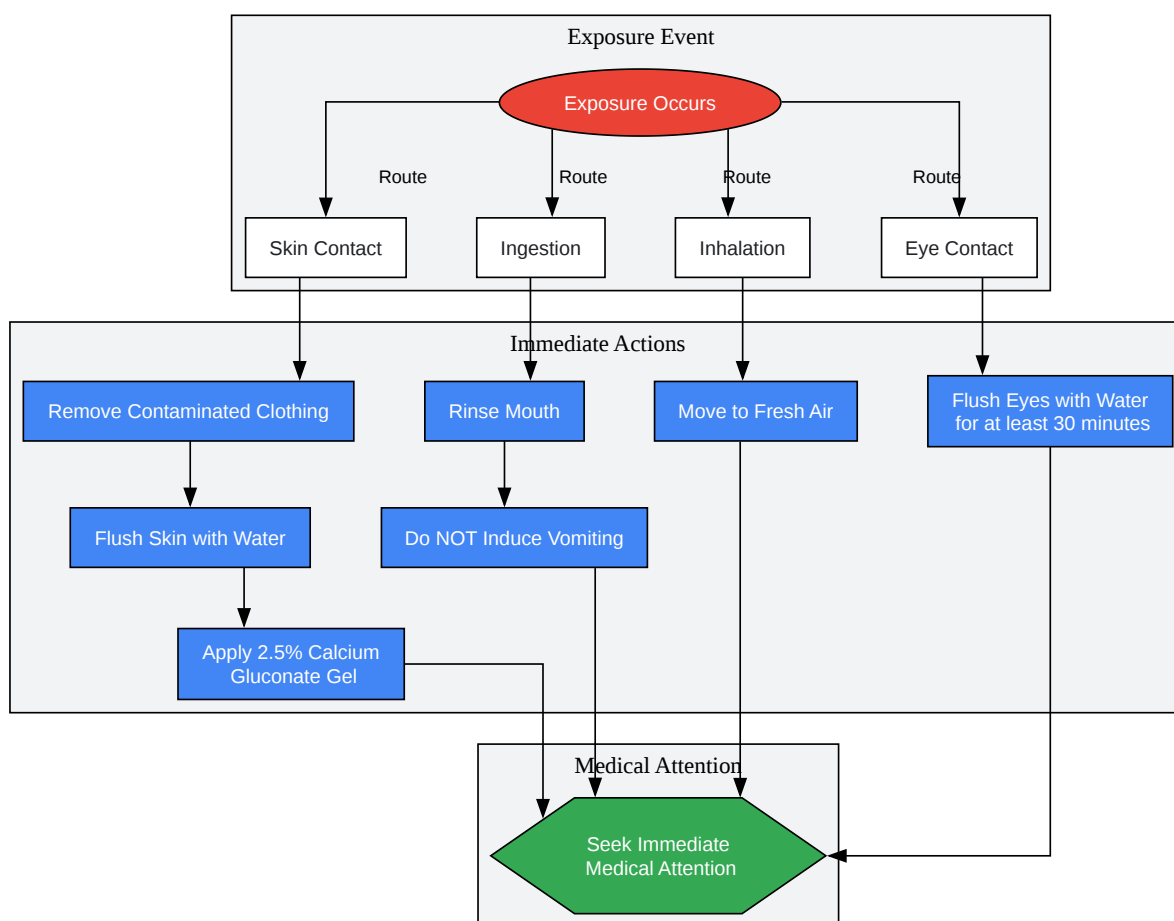 Exposure Event
Exposure Occurs
Route
Route
Route
Route
Skin Contact
Ingestion
Inhalation
Eye Contact
Immediate Actions
Remove Contaminated Clothing
Rinse Mouth
Move to Fresh Air
Flush Eyes with Water
for at least 30 minutes
Flush Skin with Water
Do NOT Induce Vomiting
Apply 2.5% Calcium
Gluconate Gel
Medical Attention
Seek Immediate
Medical Attention